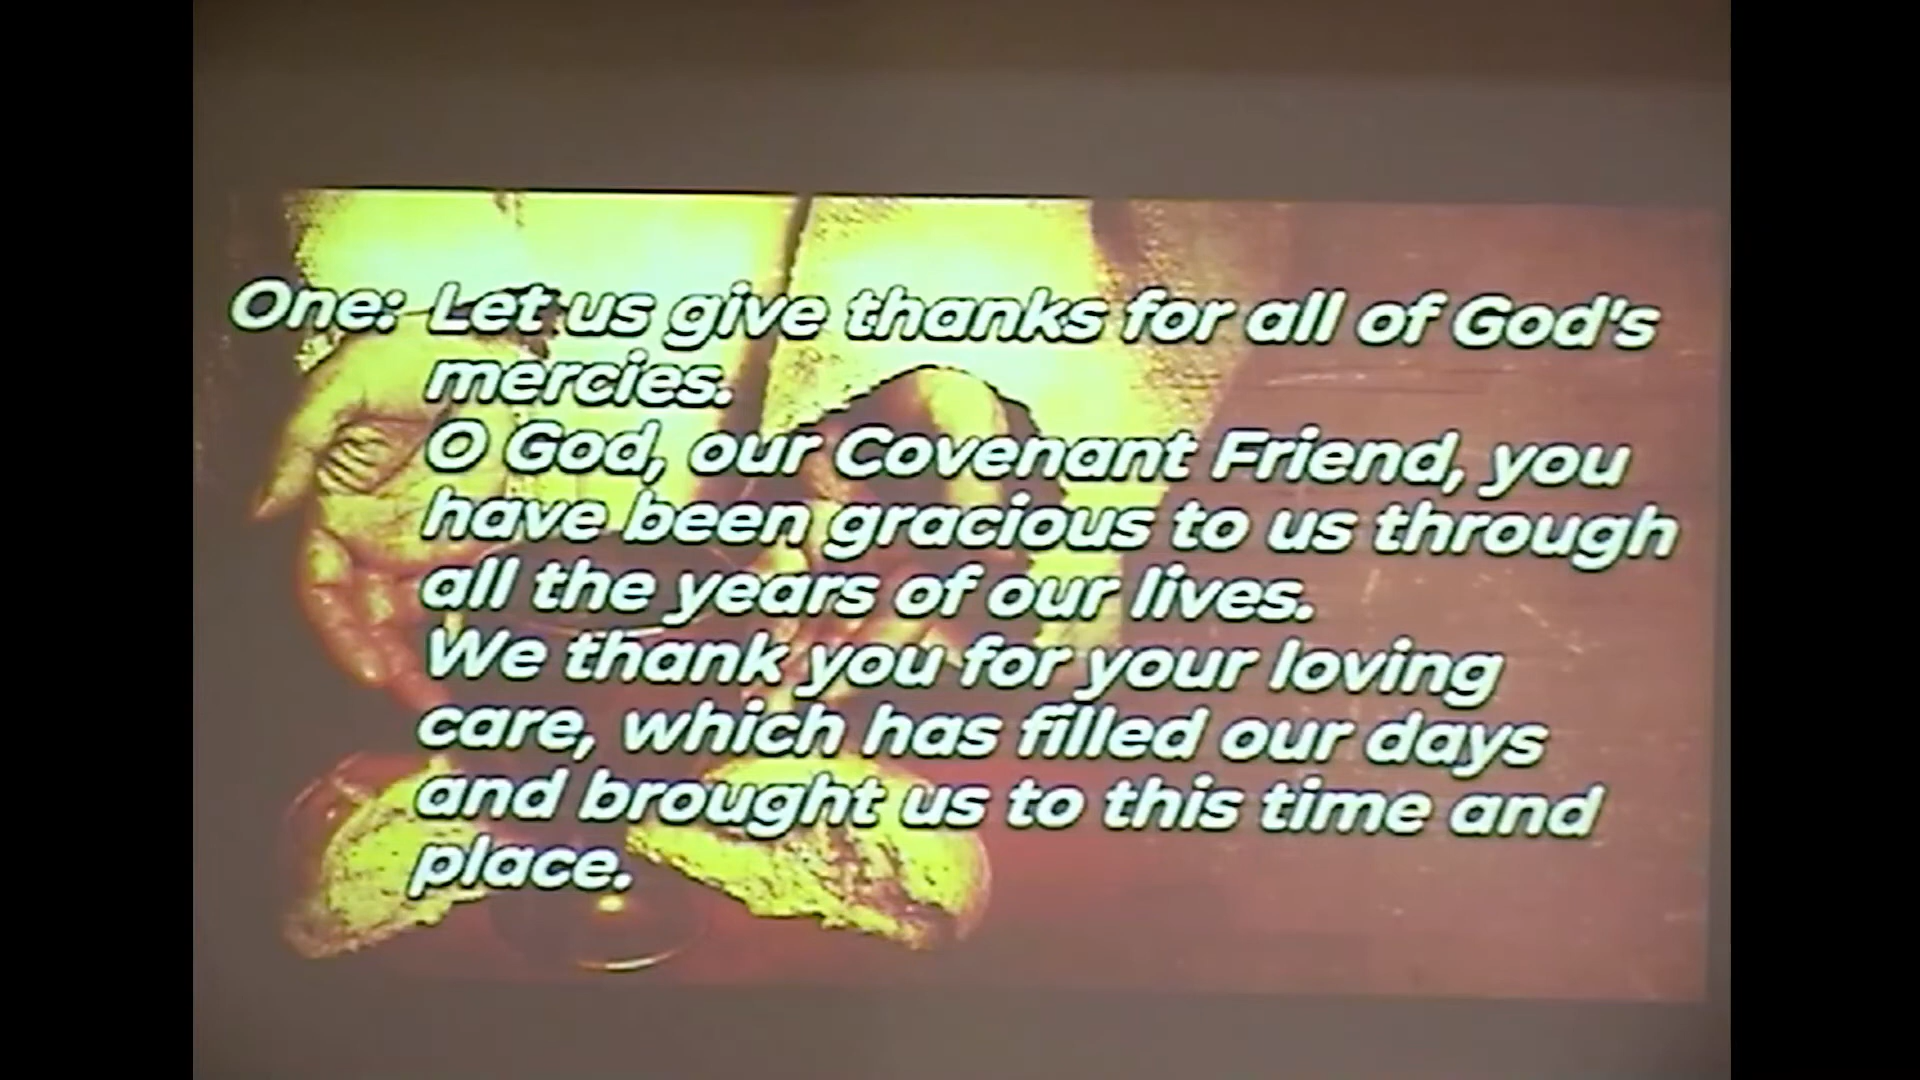 One: Let us give thanks for all of God's
mercies.
O God, our Covenant Friend, you
have been gracious to us through
all the years of our lives.
We thank you for your loving
care, which has filled our days
and brought us to this time and
place.